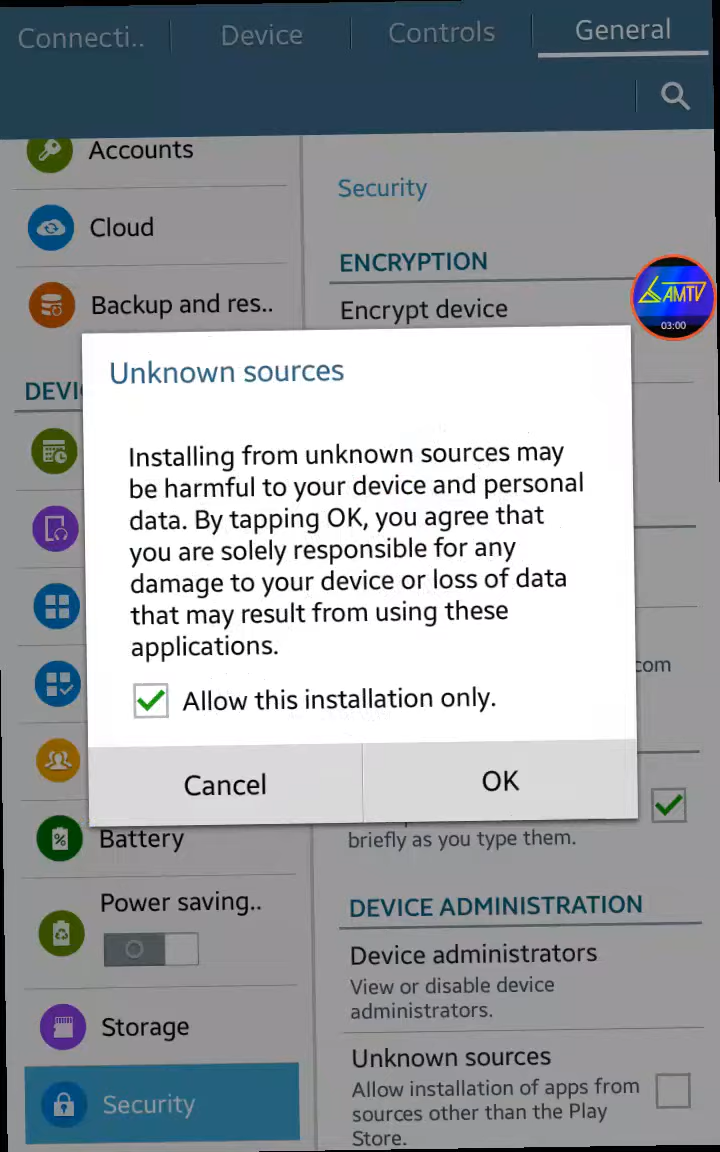 Connecti..
Device
Controls
General
Accounts
Cloud
Backup and res..
DEVI
Battery
Power saving..
Storage
Security
Security
ENCRYPTION
Encrypt device
AMTV
03:00
Unknown sources
Installing from unknown sources may
be harmful to your device and personal
data. By tapping OK, you agree that
you are solely responsible for any
damage to your device or loss of data
that may result from using these
applications.
Allow this installation only.
Cancel
OK
com
briefly as you type them.
DEVICE ADMINISTRATION
Device administrators
View or disable device
administrators.
Unknown sources
Allow installation of apps from
sources other than the Play
Store.